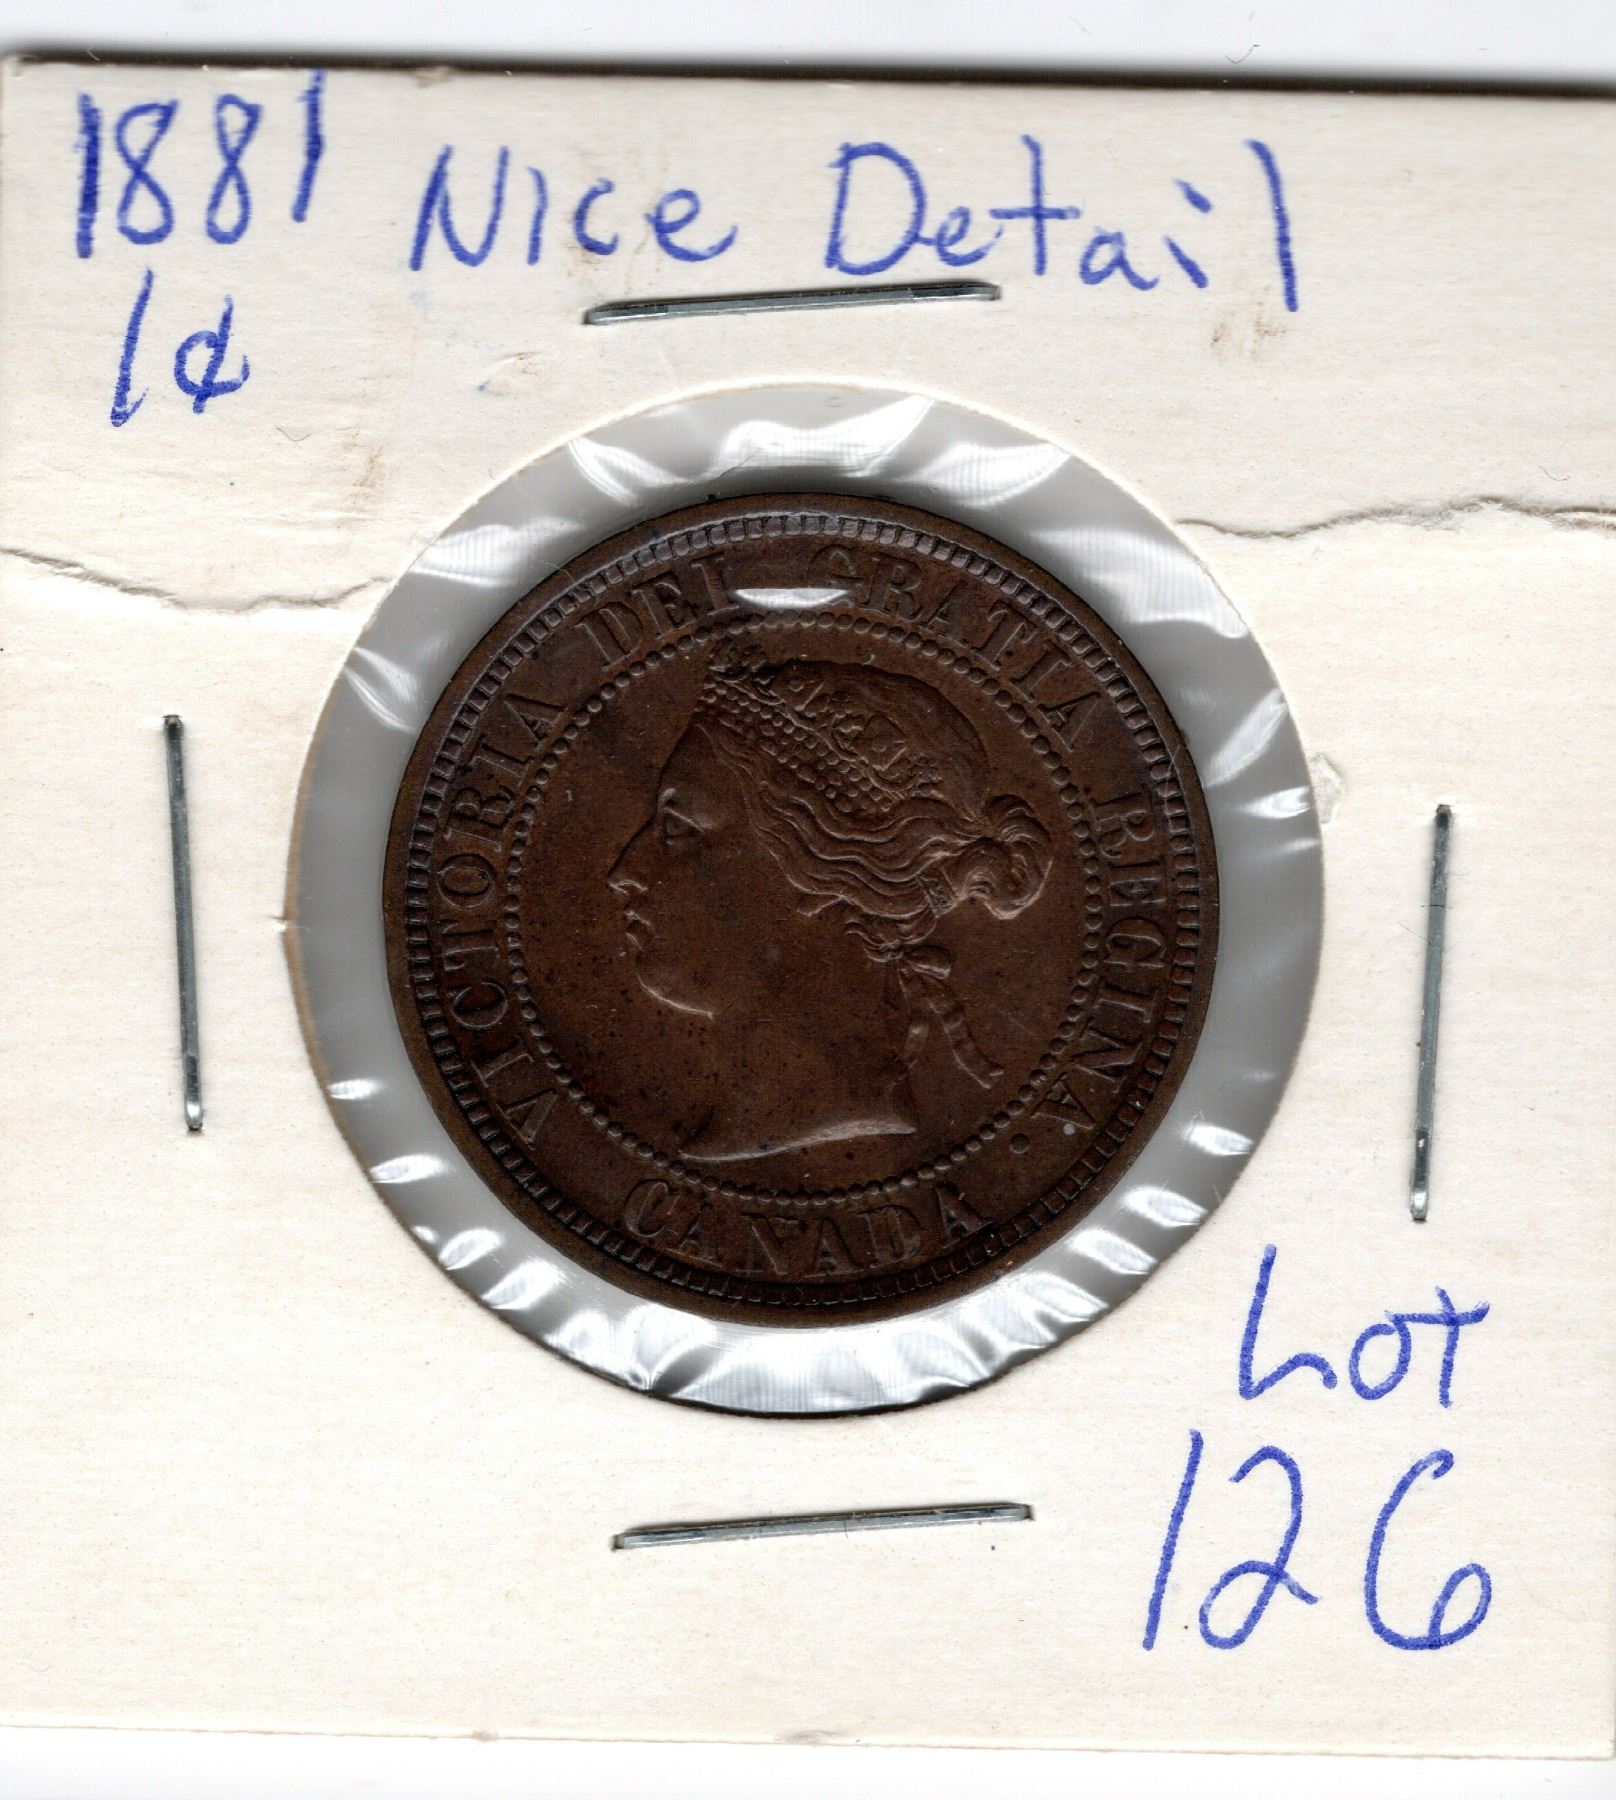 1881 Nice Detail
1¢
VICTORIA DEI GRATIA REGINA.
CANADA
Lot
126